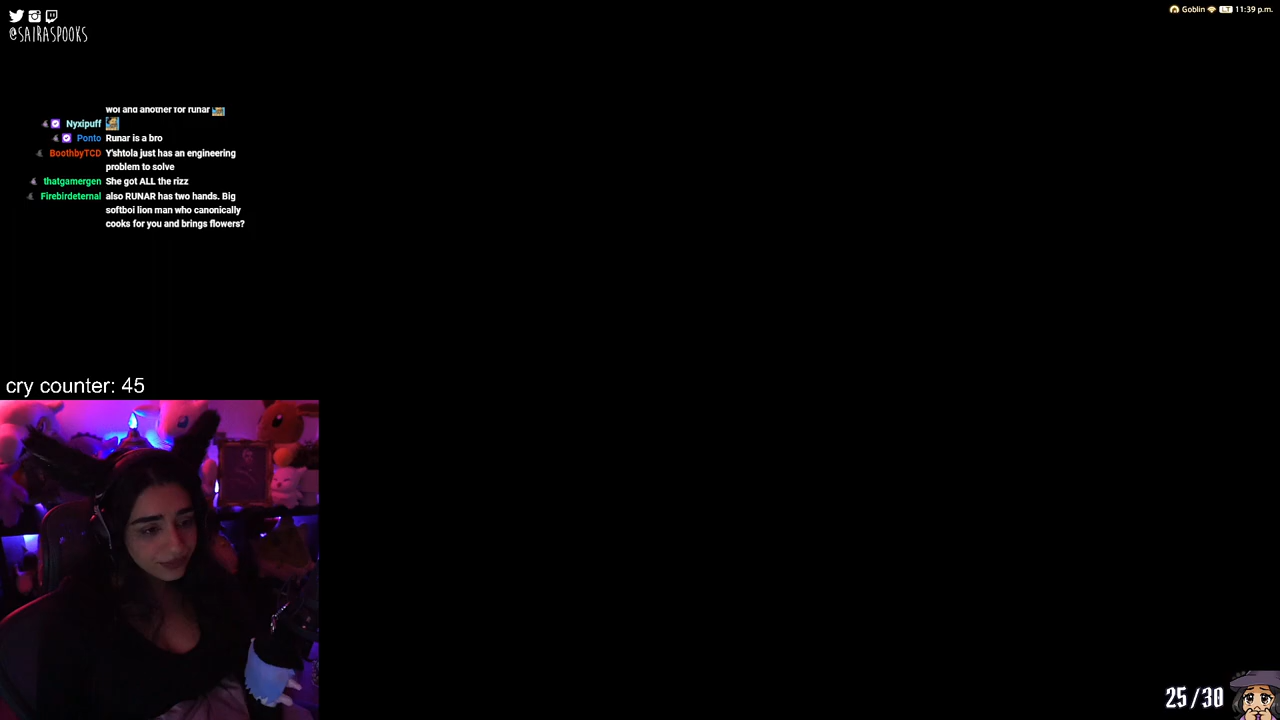 @SAIRASPOOKS
Goblin LT 11:39 p.m.
wol and another for runar
Nyxipuff
Ponto Runar is a bro
BoothbyTCD Y'shtola just has an engineering
problem to solve
thatgamergen She got ALL the rizz
Firebirdeternal also RUNAR has two hands. Big
softboi lion man who canonically
cooks for you and brings flowers?
cry counter: 45
25/30